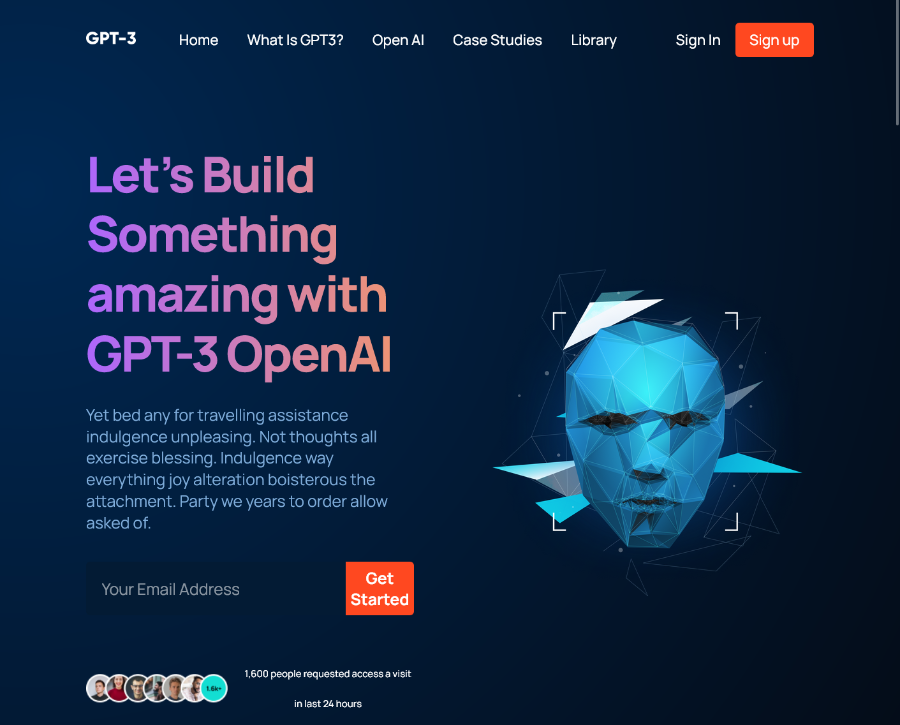 GPT-3
Home
What Is GPT3?
Open AI
Case Studies
Library
Sign In
Sign up
Let’s Build
Something
amazing with
GPT-3 OpenAI
Yet bed any for travelling assistance
indulgence unpleasing. Not thoughts all
exercise blessing. Indulgence way
everything joy alteration boisterous the
attachment. Party we years to order allow
asked of.
Your Email Address
Get
Started
1.6k+
1,600 people requested access a visit
in last 24 hours